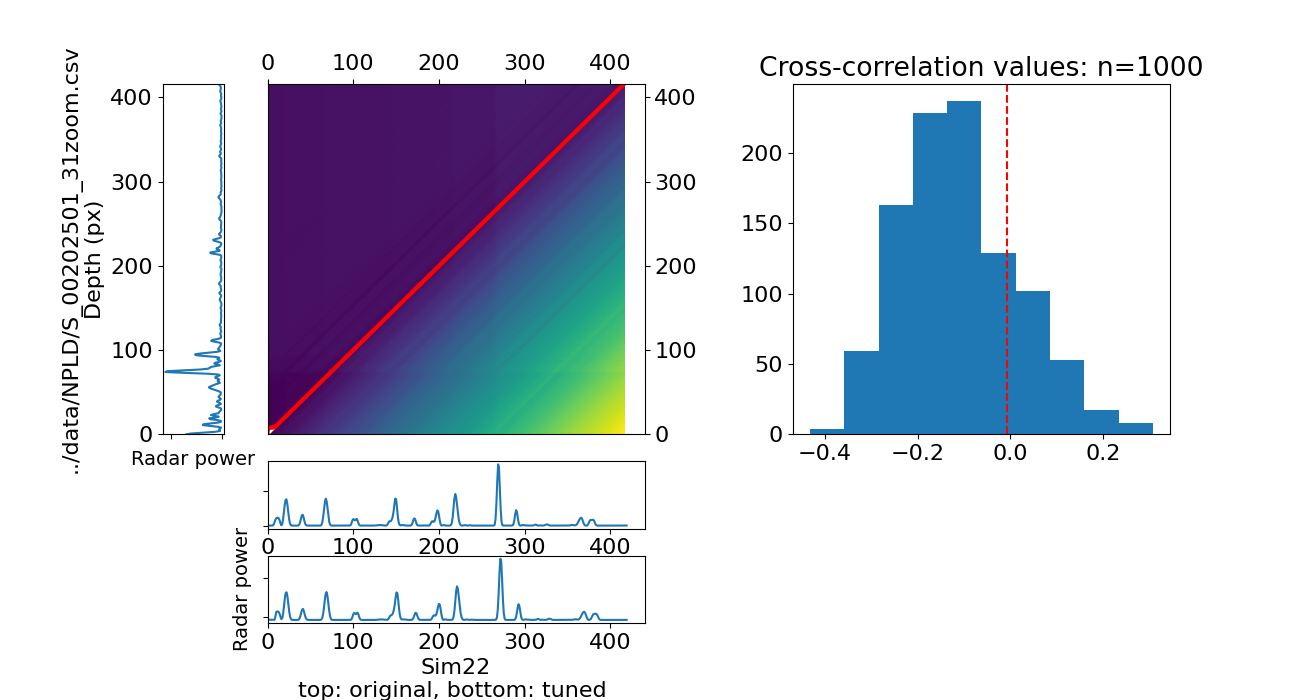 ../data/NPLD/S_00202501_31zoom.csv
Depth (px)
400
300
200
100
0
Radar power
0 100 200 300 400
400
300
200
100
0
Cross-correlation values: n=1000
200
150
100
50
0
−0.4 −0.2 0.0 0.2
0 100 200 300 400
Radar power
0 100 200 300 400
Sim22
top: original, bottom: tuned